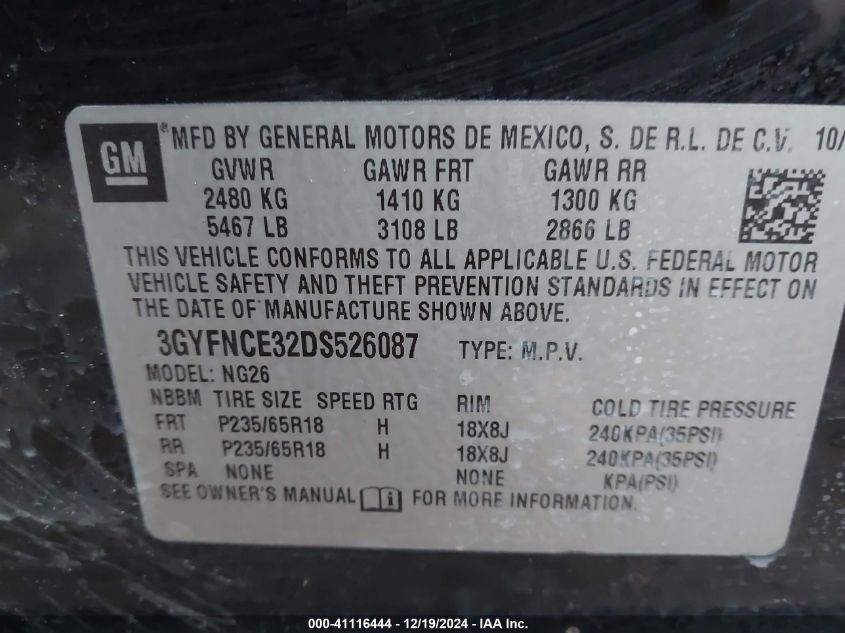 GM
MFD BY GENERAL MOTORS DE MEXICO, S. DE R.L. DE C.V. 10/
GVWR GAWR FRT GAWR RR
2480 KG 1410 KG 1300 KG
5467 LB 3108 LB 2866 LB
THIS VEHICLE CONFORMS TO ALL APPLICABLE U.S. FEDERAL MOTOR
VEHICLE SAFETY AND THEFT PREVENTION STANDARDS IN EFFECT ON
THE DATE OF MANUFACTURE SHOWN ABOVE.
3GYFNCE32DS526087 TYPE: M.P.V.
MODEL: NG26
NBBM TIRE SIZE SPEED RTG RIM COLD TIRE PRESSURE
FRT P235/65R18 H 18X8J 240KPA(35PSI)
RR P235/65R18 H 18X8J 240KPA(35PSI)
SPA NONE NONE KPA(PSI)
SEE OWNER'S MANUAL FOR MORE INFORMATION.
000-41116444 - 12/19/2024 - IAA Inc.